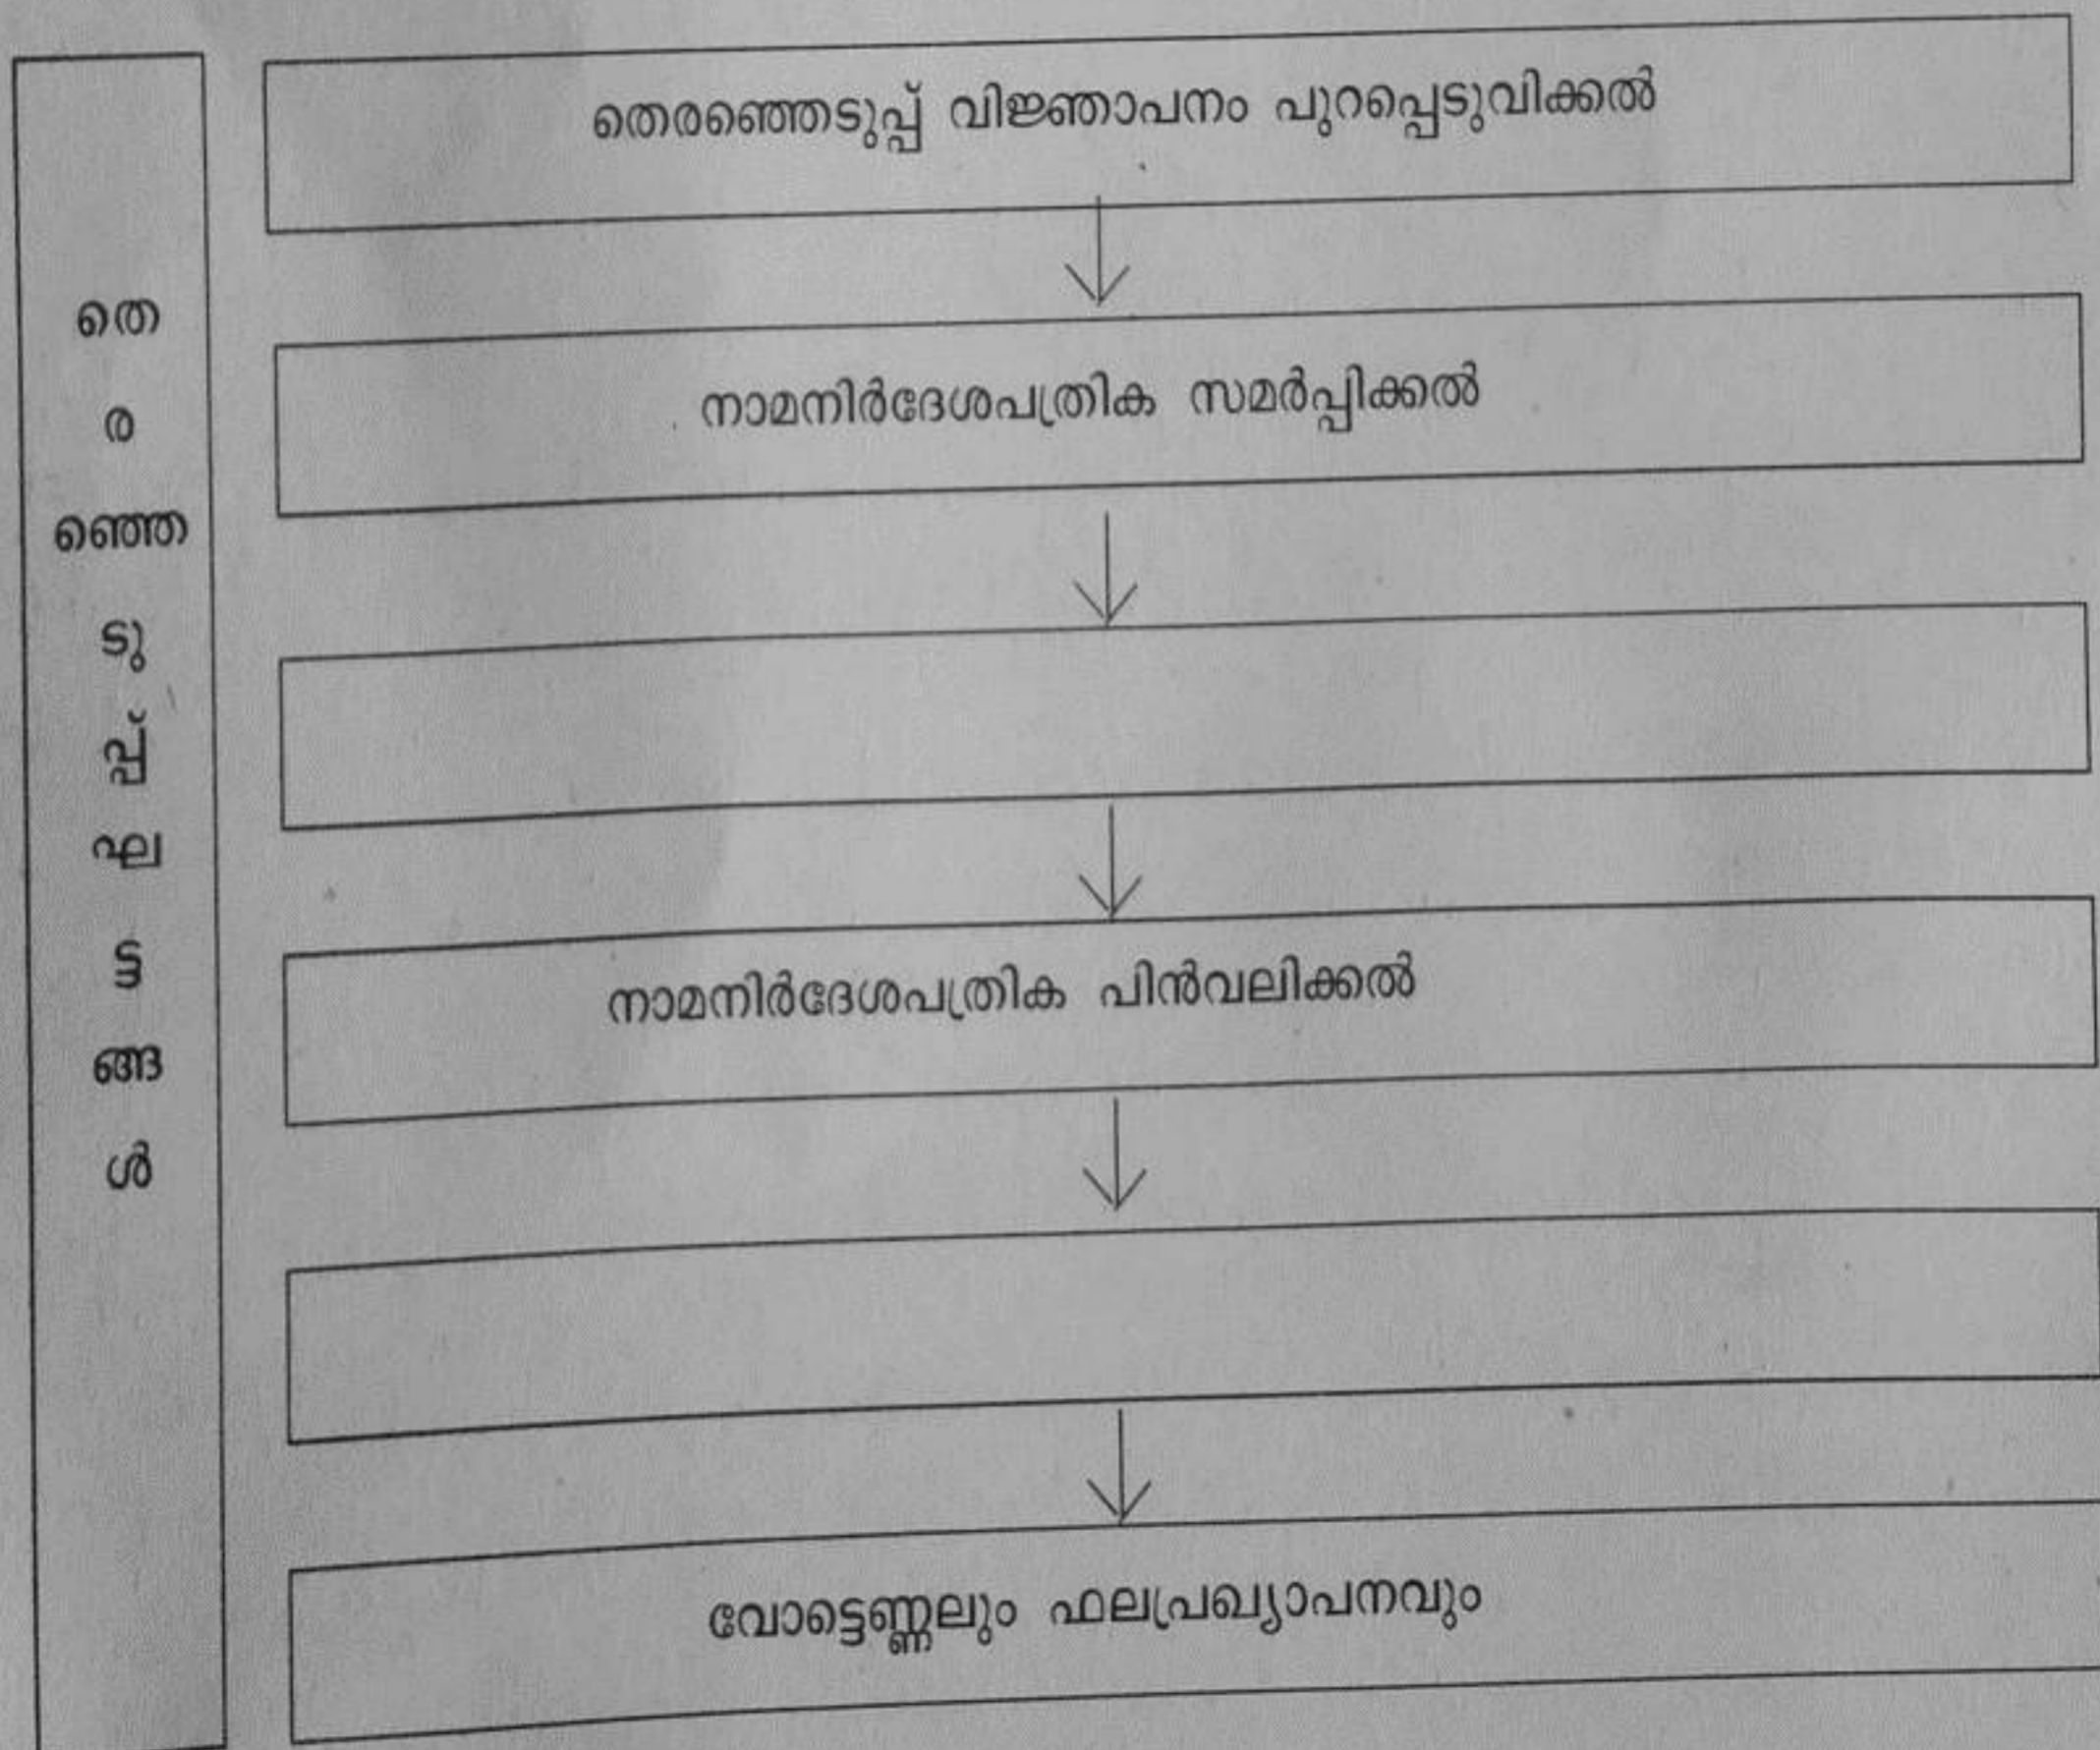 തെ
ര
ഞ്ഞെ
ടു
പ്പ്
ഘ
ട്ട
ങ്ങ
ൾ
തെരഞ്ഞെടുപ്പ് വിജ്ഞാപനം പുറപ്പെടുവിക്കൽ
നാമനിർദേശപത്രിക സമർപ്പിക്കൽ
നാമനിർദേശപത്രിക പിൻവലിക്കൽ
വോട്ടെണ്ണലും ഫലപ്രഖ്യാപനവും